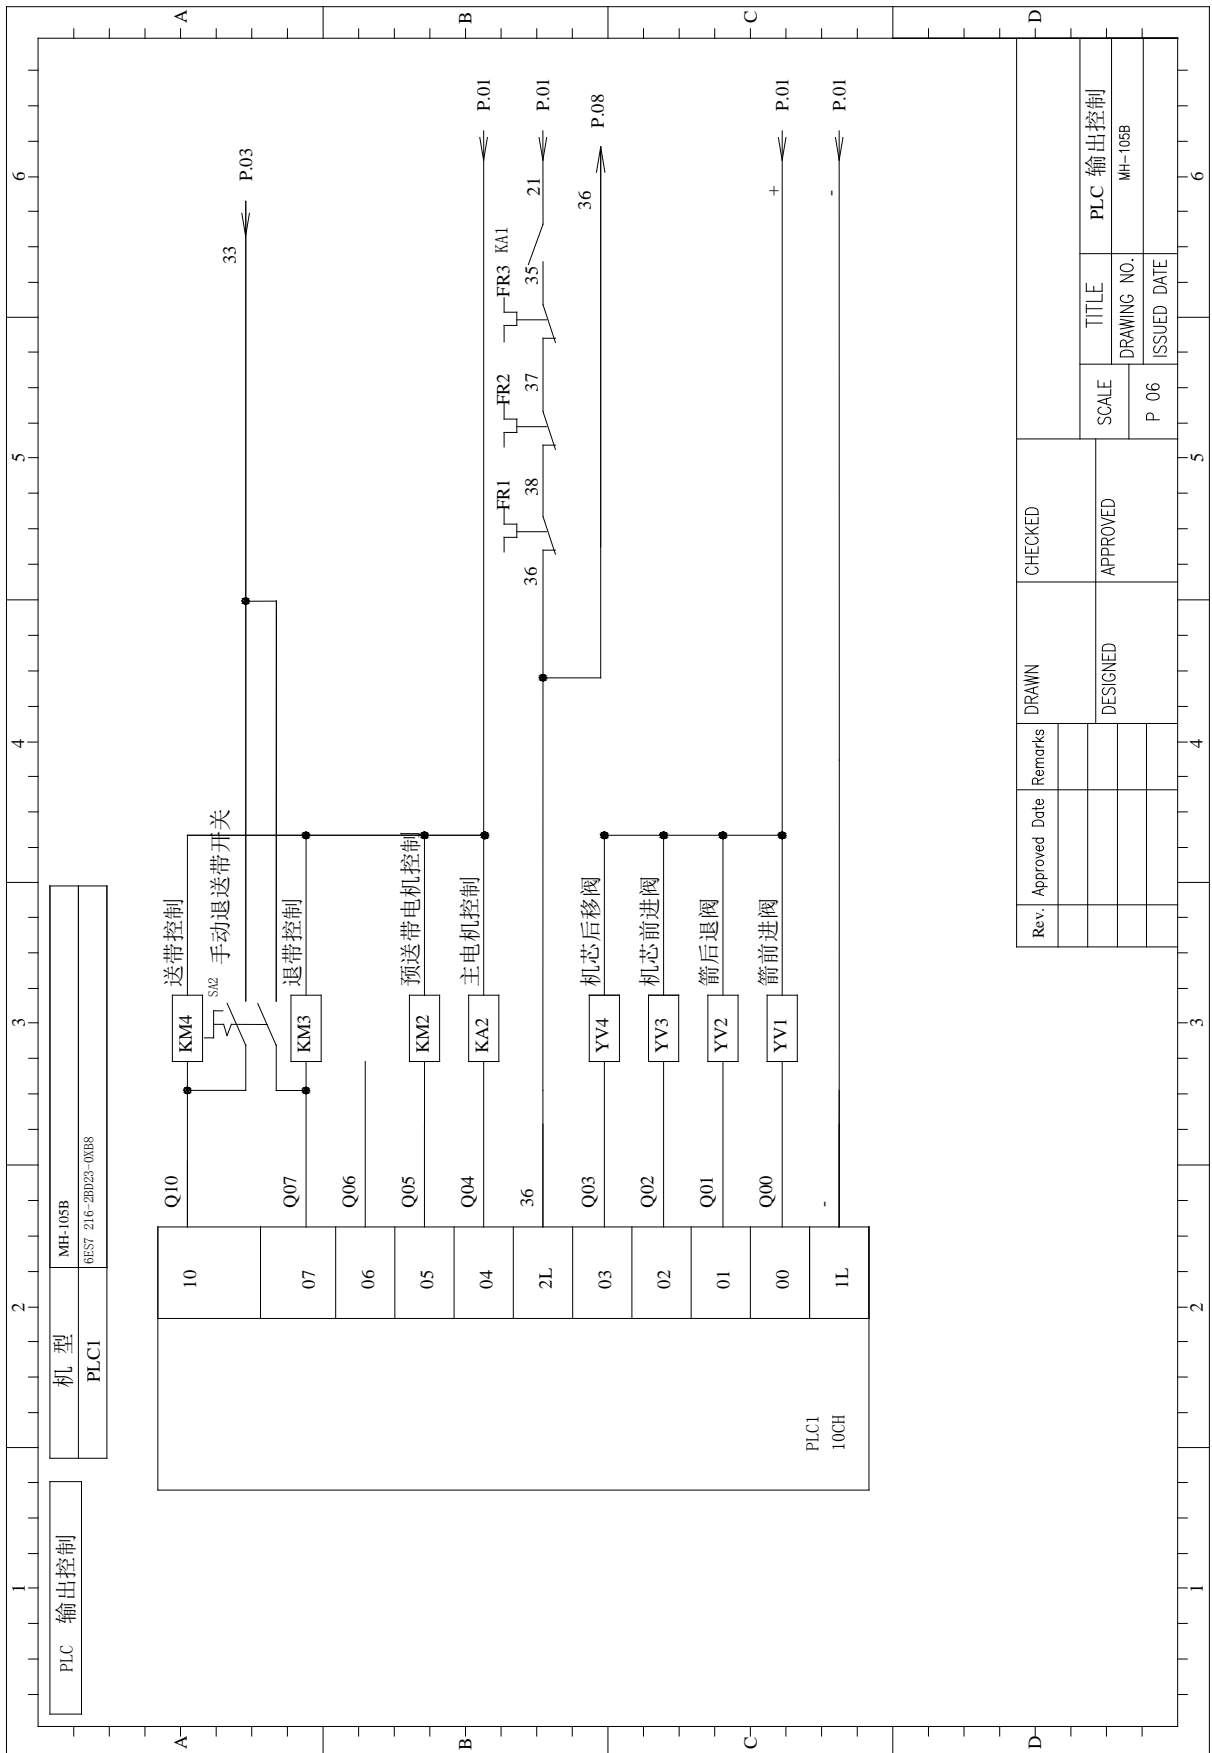 1
2
3
4
5
6
A
A
PLC 输出控制
机 型
MH-105B
PLC1
6ES7 216-2BD23-0XB8
10
Q10
KM4
送带控制
SA2
手动退送带开关
33
P.03
07
Q07
KM3
退带控制
06
Q06
05
Q05
KM2
预送带电机控制
B
B
04
Q04
KA2
主电机控制
P.01
2L
36
36
FR1
38
FR2
37
FR3
KA1
35
21
P.01
36
P.08
03
Q03
YV4
机芯后移阀
02
Q02
YV3
机芯前进阀
01
Q01
YV2
箭后退阀
C
C
00
Q00
YV1
箭前进阀
+
P.01
PLC1
10CH
1L
-
-
P.01
D
D
Rev.
Approved
Date
Remarks
DRAWN
CHECKED
DESIGNED
APPROVED
SCALE
P 06
TITLE
PLC 输出控制
DRAWING NO.
MH-105B
ISSUED DATE
1
2
3
4
5
6